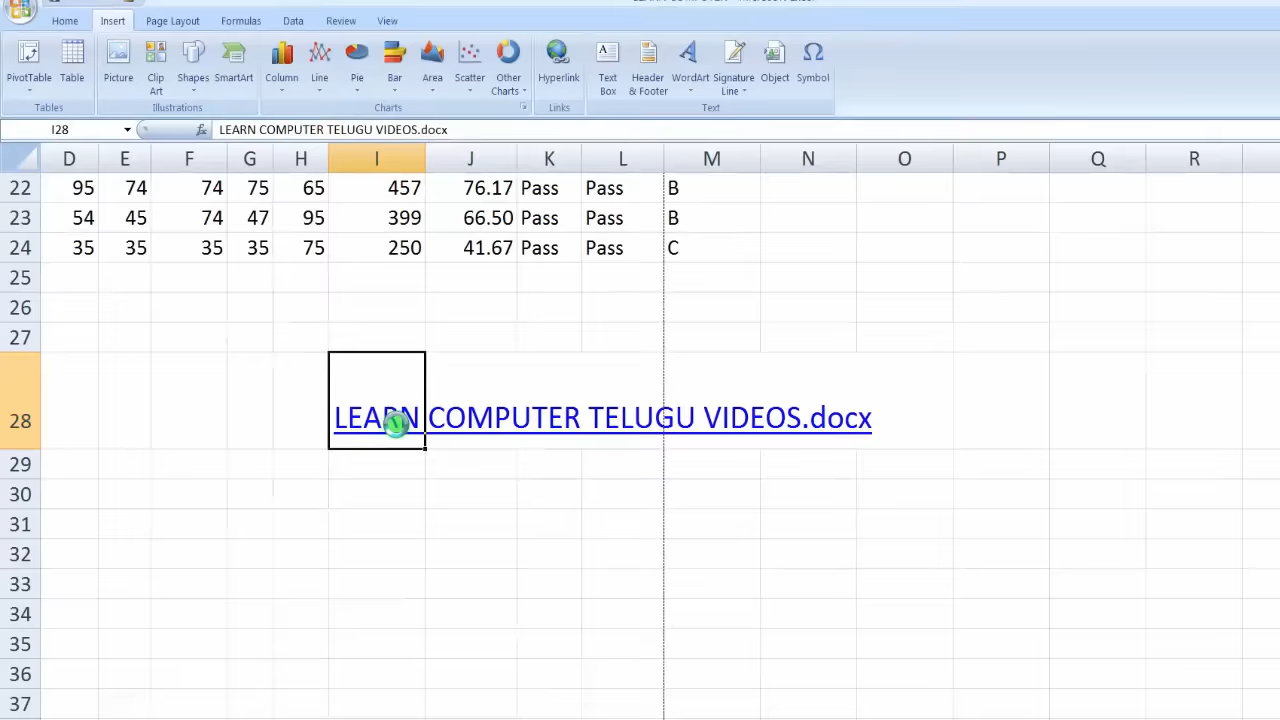 Home Insert Page Layout Formulas Data Review View
PivotTable Table Picture Clip Art Shapes SmartArt Column Line Pie Bar Area Scatter Other Charts Hyperlink Text Box Header & Footer WordArt Signature Line Object Symbol
Tables Illustrations Charts Links Text
I28 fx LEARN COMPUTER TELUGU VIDEOS.docx
D E F G H I J K L M N O P Q R
22 95 74 74 75 65 457 76.17 Pass Pass B
23 54 45 74 47 95 399 66.50 Pass Pass B
24 35 35 35 35 75 250 41.67 Pass Pass C
25
26
27
28 LEARN COMPUTER TELUGU VIDEOS.docx
29
30
31
32
33
34
35
36
37